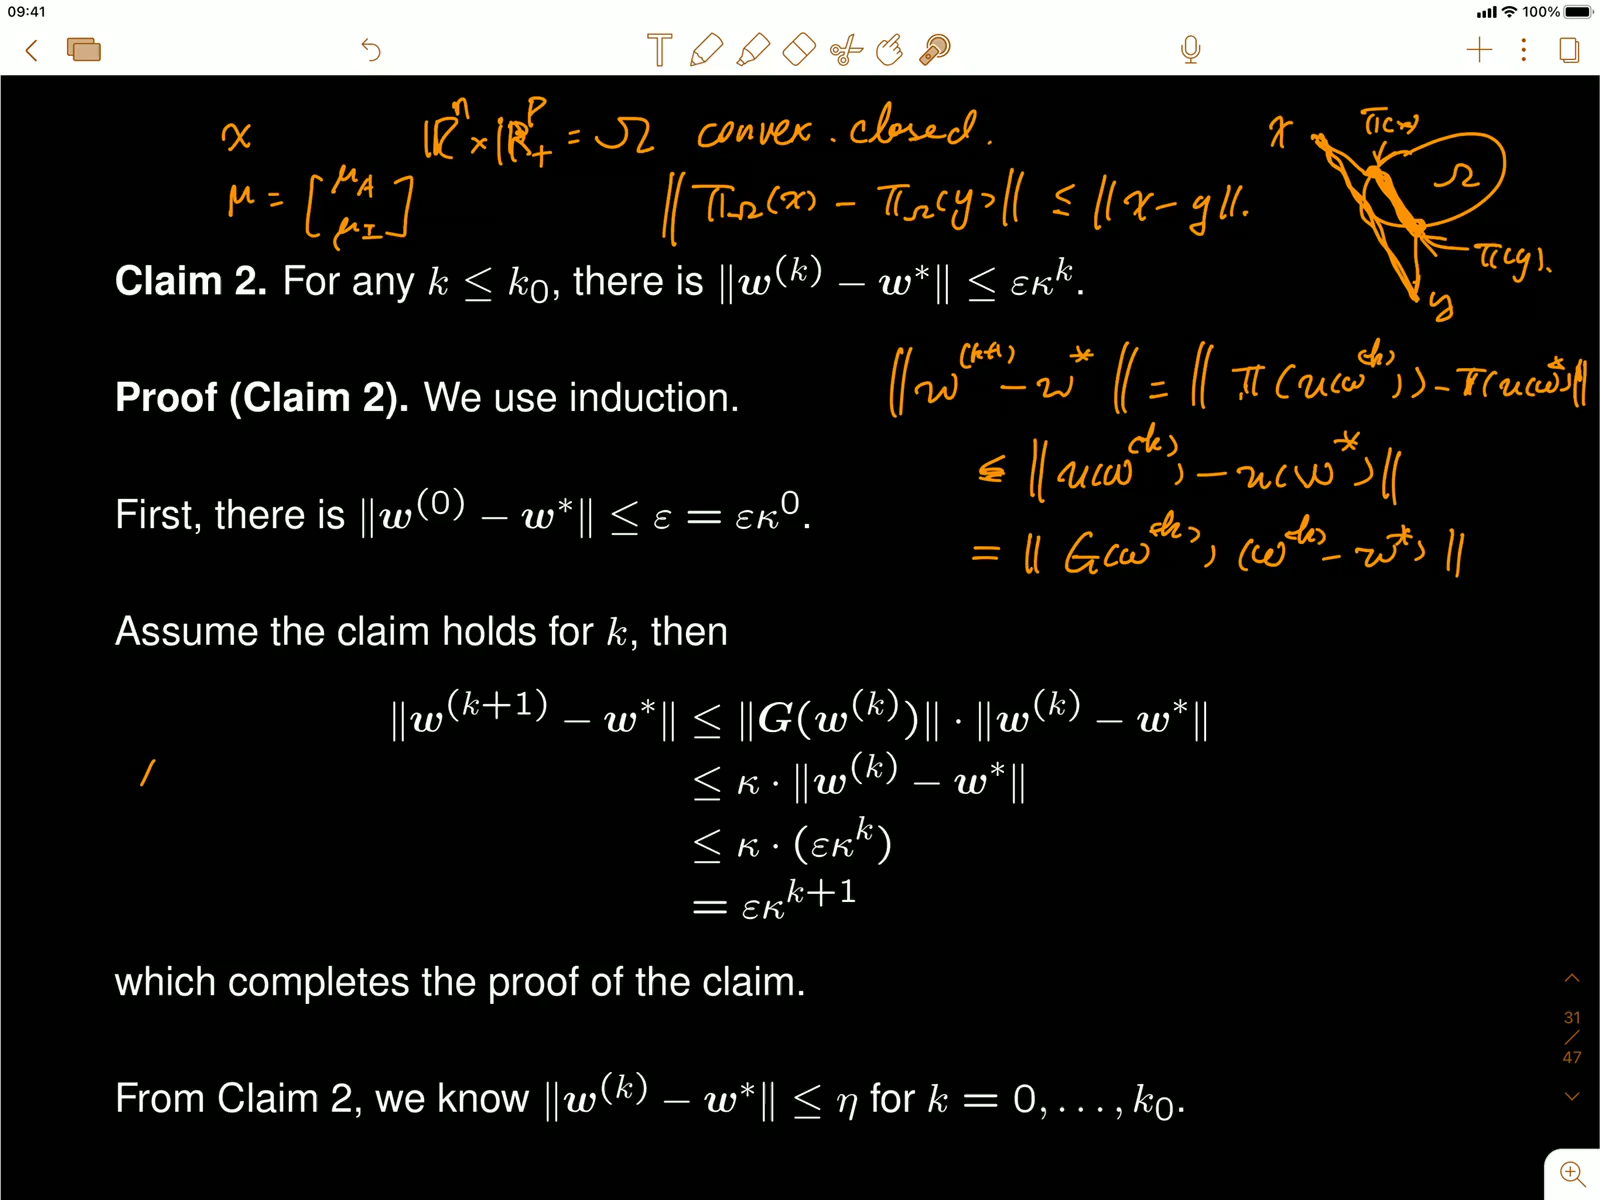 09:41 100%
x ℝⁿ × ℝ₊ᵖ = Ω convex . closed .
μ = [μ_A μ_I] ‖π_Ω(x) − π_Ω(y)‖ ≤ ‖x − y‖.
x π(x) Ω π(y). y
Claim 2. For any k ≤ k₀, there is ‖w^(k) − w*‖ ≤ εκ^k.
‖w^(k+1) − w*‖ = ‖π(u(w^(k))) − π(u(w*))‖
Proof (Claim 2). We use induction.
≤ ‖u(w^(k)) − u(w*)‖
First, there is ‖w^(0) − w*‖ ≤ ε = εκ^0.
= ‖G(w^(k)) (w^(k) − w*)‖
Assume the claim holds for k, then
‖w^(k+1) − w*‖ ≤ ‖G(w^(k))‖ · ‖w^(k) − w*‖
≤ κ · ‖w^(k) − w*‖
≤ κ · (εκ^k)
= εκ^(k+1)
which completes the proof of the claim.
31
/
47
From Claim 2, we know ‖w^(k) − w*‖ ≤ η for k = 0, . . . , k₀.